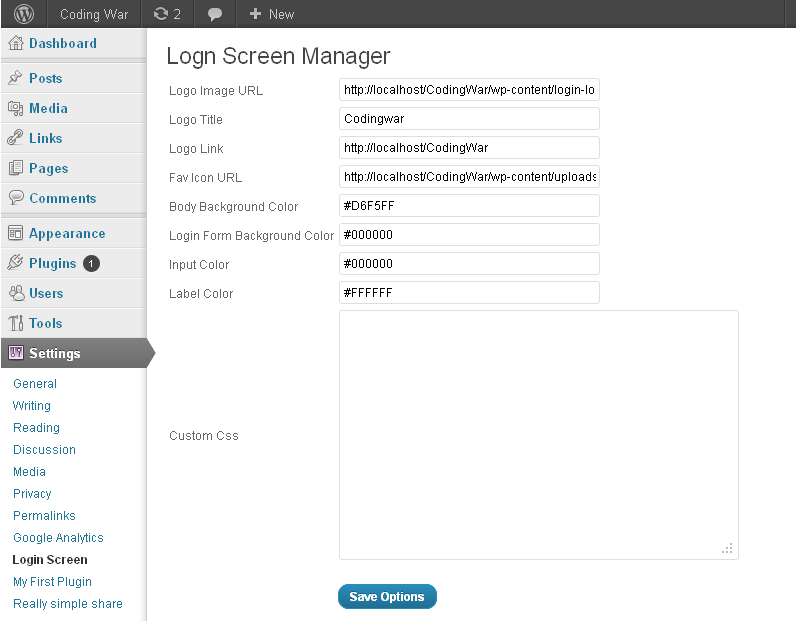 Coding War 2 New
Dashboard
Posts
Media
Links
Pages
Comments
Appearance
Plugins 1
Users
Tools
Settings
General
Writing
Reading
Discussion
Media
Privacy
Permalinks
Google Analytics
Login Screen
My First Plugin
Really simple share
Logn Screen Manager
Logo Image URL http://localhost/CodingWar/wp-content/login-lo
Logo Title Codingwar
Logo Link http://localhost/CodingWar
Fav Icon URL http://localhost/CodingWar/wp-content/uploads
Body Background Color #D6F5FF
Login Form Background Color #000000
Input Color #000000
Label Color #FFFFFF
Custom Css
Save Options